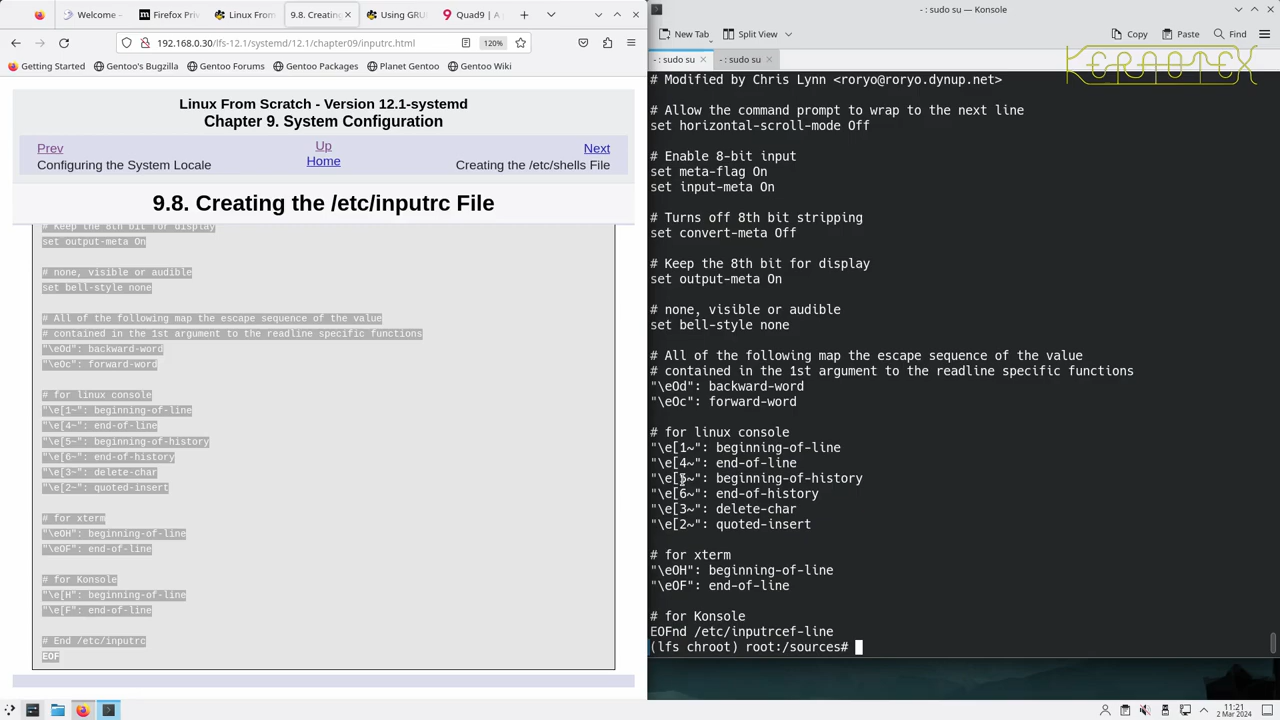 Welcome -
Firefox Priv
Linux From
9.8. Creating
Using GRU
Quad9 | A
192.168.0.30/lfs-12.1/systemd/12.1/chapter09/inputrc.html
120%
Getting Started
Gentoo's Bugzilla
Gentoo Forums
Gentoo Packages
Planet Gentoo
Gentoo Wiki
Linux From Scratch - Version 12.1-systemd
Chapter 9. System Configuration
Prev
Up
Next
Configuring the System Locale
Home
Creating the /etc/shells File
9.8. Creating the /etc/inputrc File
# Keep the 8th bit for display
set output-meta On
# none, visible or audible
set bell-style none
# All of the following map the escape sequence of the value
# contained in the 1st argument to the readline specific functions
"\eOd": backward-word
"\eOc": forward-word
# for linux console
"\e[1~": beginning-of-line
"\e[4~": end-of-line
"\e[5~": beginning-of-history
"\e[6~": end-of-history
"\e[3~": delete-char
"\e[2~": quoted-insert
# for xterm
"\eOH": beginning-of-line
"\eOF": end-of-line
# for Konsole
"\e[H": beginning-of-line
"\e[F": end-of-line
# End /etc/inputrc
EOF
- : sudo su — Konsole
New Tab
Split View
Copy
Paste
Find
- : sudo su
- : sudo su
KERAOTEX
# Modified by Chris Lynn <roryo@roryo.dynup.net>
# Allow the command prompt to wrap to the next line
set horizontal-scroll-mode Off
# Enable 8-bit input
set meta-flag On
set input-meta On
# Turns off 8th bit stripping
set convert-meta Off
# Keep the 8th bit for display
set output-meta On
# none, visible or audible
set bell-style none
# All of the following map the escape sequence of the value
# contained in the 1st argument to the readline specific functions
"\eOd": backward-word
"\eOc": forward-word
# for linux console
"\e[1~": beginning-of-line
"\e[4~": end-of-line
"\e[5~": beginning-of-history
"\e[6~": end-of-history
"\e[3~": delete-char
"\e[2~": quoted-insert
# for xterm
"\eOH": beginning-of-line
"\eOF": end-of-line
# for Konsole
EOFnd /etc/inputrcef-line
(lfs chroot) root:/sources#
11:21
2 Mar 2024